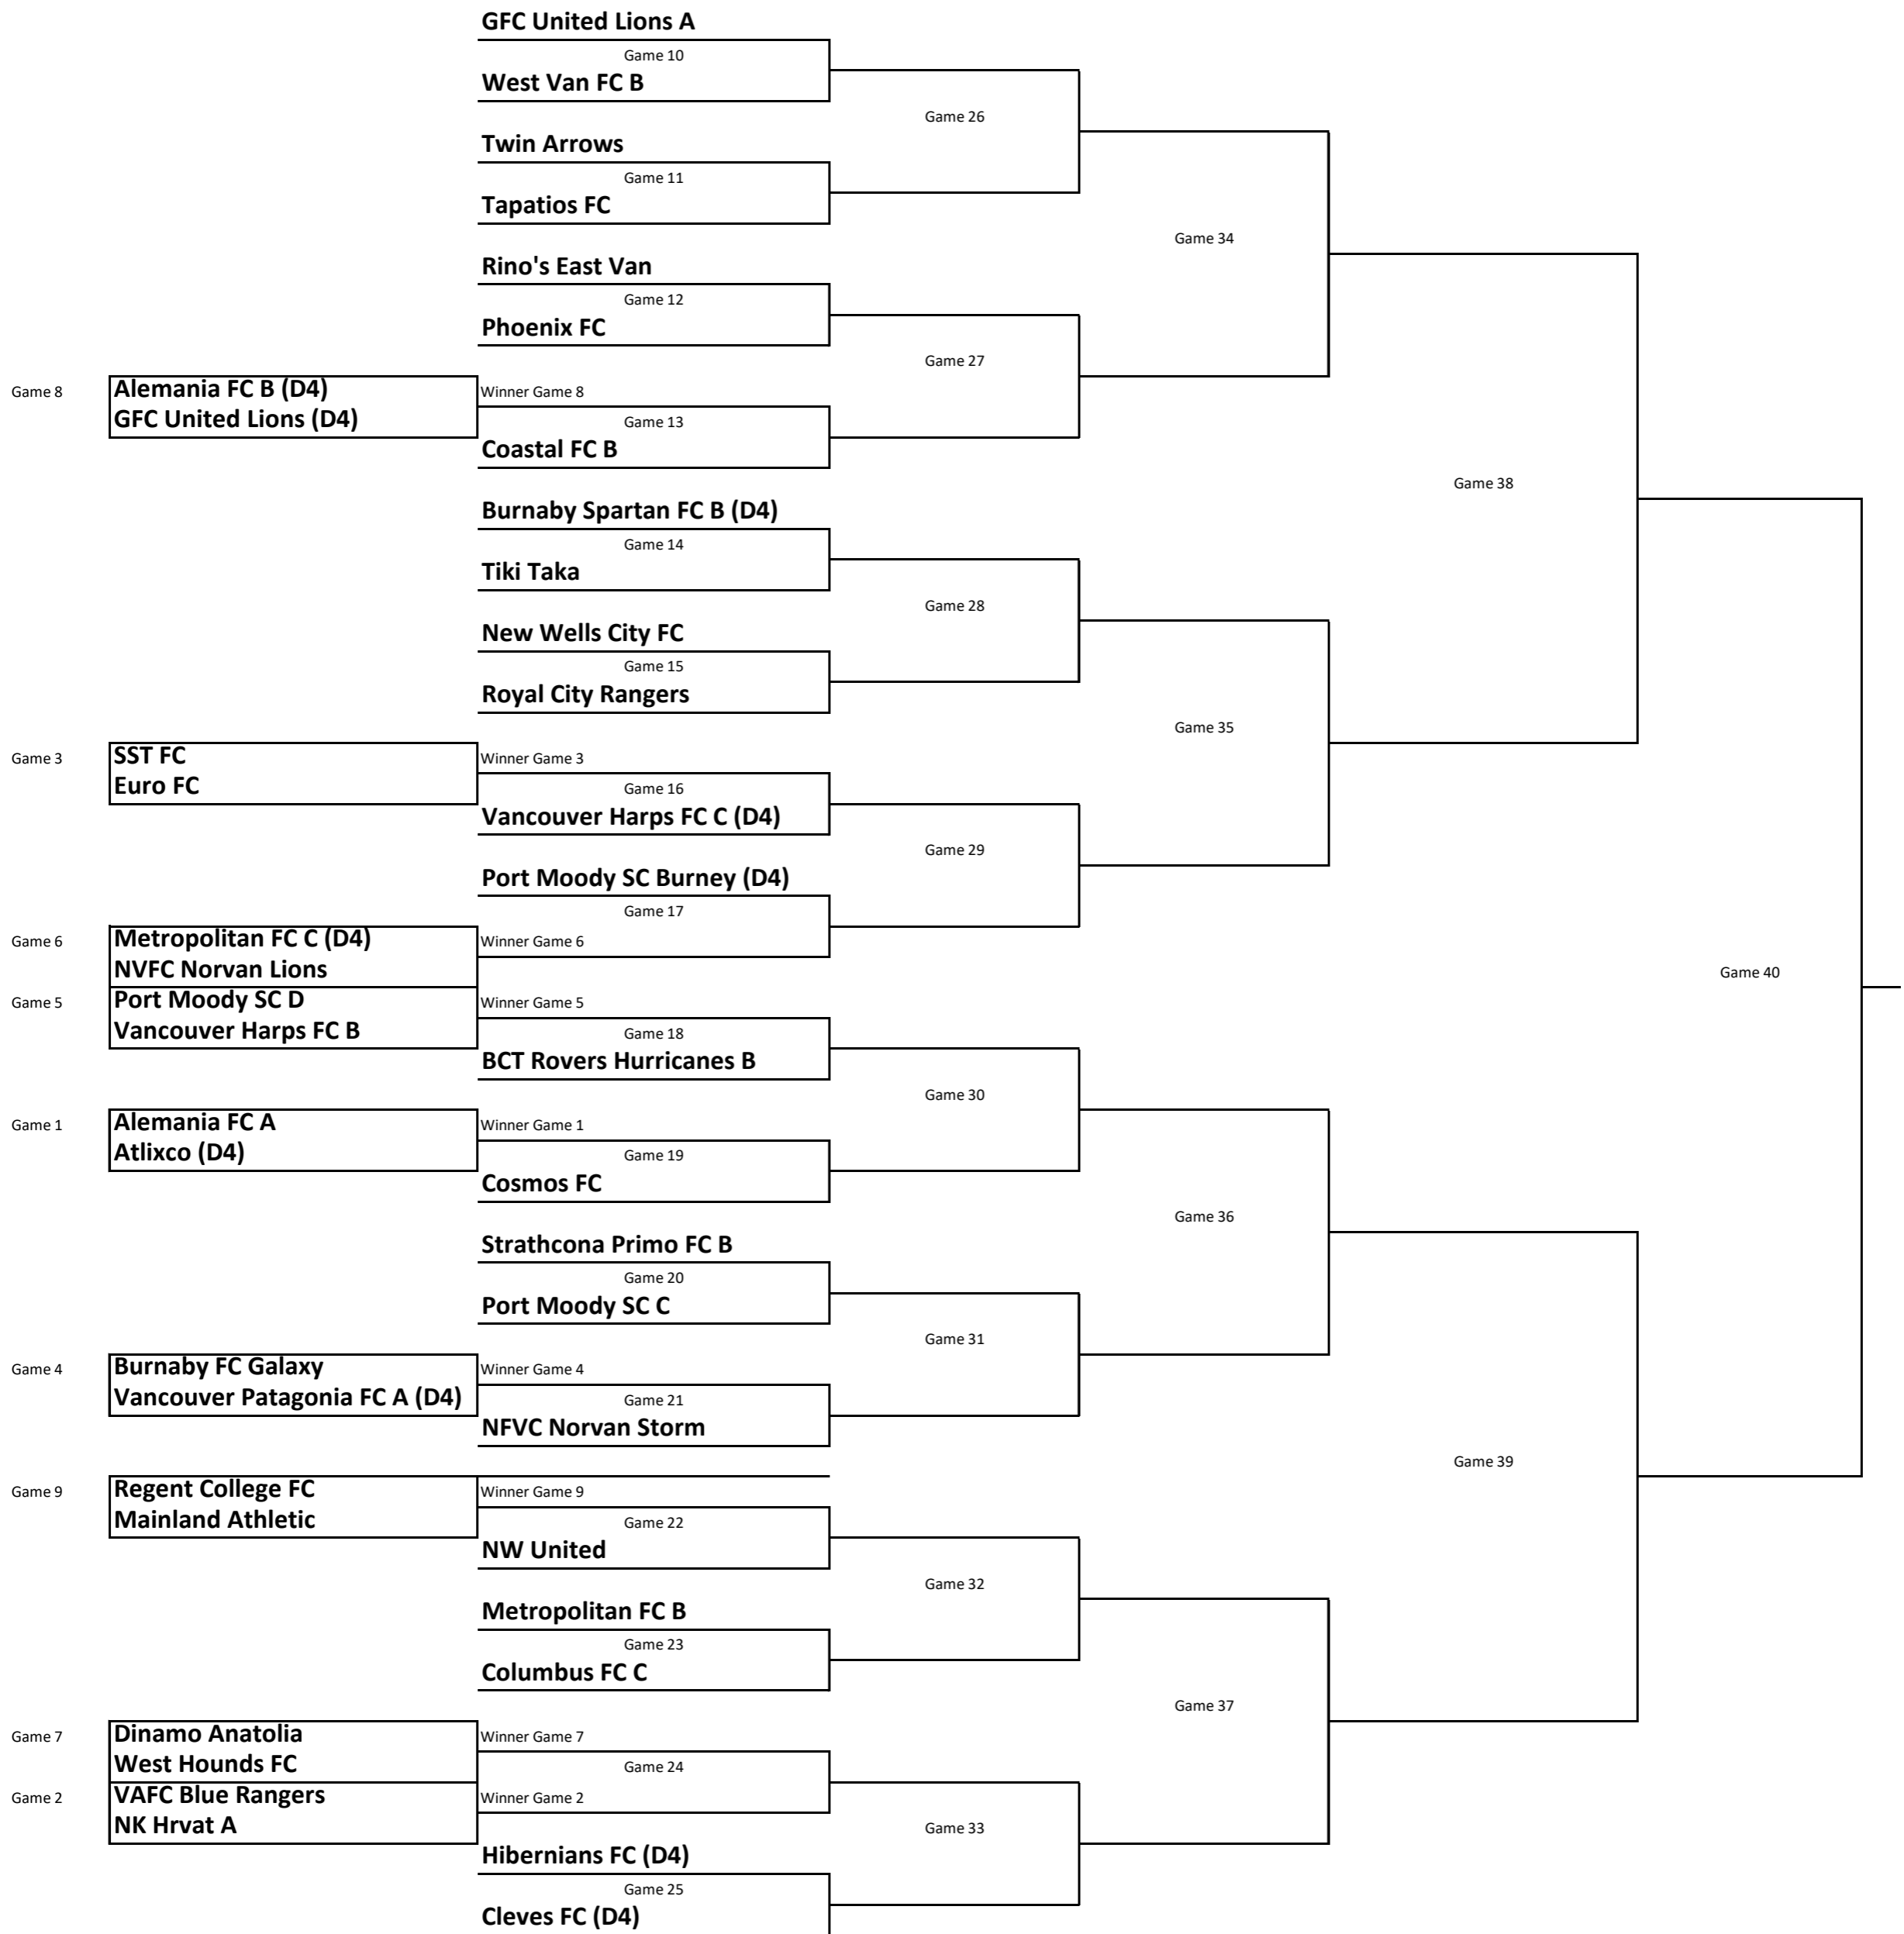 GFC United Lions A
Game 10
West Van FC B
Game 26
Twin Arrows
Game 11
Tapatios FC
Game 34
Rino's East Van
Game 12
Phoenix FC
Game 27
Game 8
Alemania FC B (D4)
Winner Game 8
GFC United Lions (D4)
Game 13
Coastal FC B
Game 38
Burnaby Spartan FC B (D4)
Game 14
Tiki Taka
Game 28
New Wells City FC
Game 15
Royal City Rangers
Game 35
Game 3
SST FC
Winner Game 3
Euro FC
Game 16
Vancouver Harps FC C (D4)
Game 29
Port Moody SC Burney (D4)
Game 17
Game 6
Metropolitan FC C (D4)
Winner Game 6
NVFC Norvan Lions
Game 40
Game 5
Port Moody SC D
Winner Game 5
Vancouver Harps FC B
Game 18
BCT Rovers Hurricanes B
Game 30
Game 1
Alemania FC A
Winner Game 1
Atlixco (D4)
Game 19
Cosmos FC
Game 36
Strathcona Primo FC B
Game 20
Port Moody SC C
Game 31
Game 4
Burnaby FC Galaxy
Winner Game 4
Vancouver Patagonia FC A (D4)
Game 21
NFVC Norvan Storm
Game 39
Game 9
Regent College FC
Winner Game 9
Mainland Athletic
Game 22
NW United
Game 32
Metropolitan FC B
Game 23
Columbus FC C
Game 37
Game 7
Dinamo Anatolia
Winner Game 7
West Hounds FC
Game 24
Game 2
VAFC Blue Rangers
Winner Game 2
NK Hrvat A
Game 33
Hibernians FC (D4)
Game 25
Cleves FC (D4)